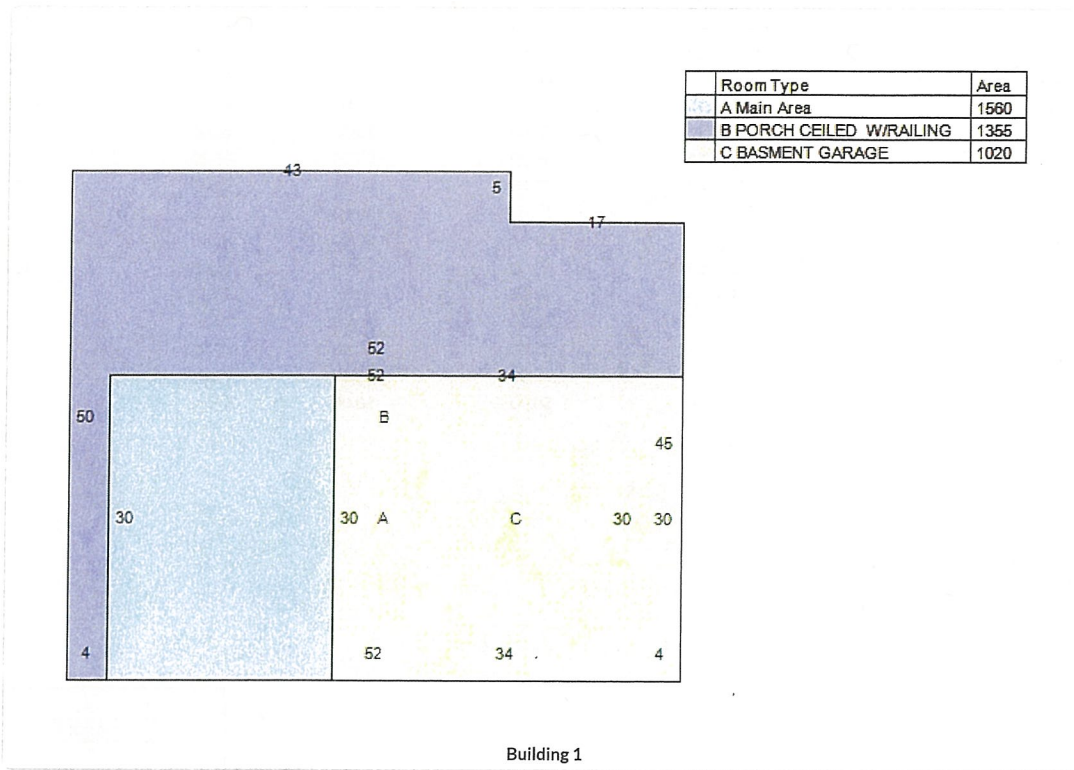 Room Type Area
A Main Area 1560
B PORCH CEILED W/RAILING 1355
C BASMENT GARAGE 1020
43
5
17
52
52 34
50 B
45
30 30 A C 30 30
4 52 34 4
Building 1